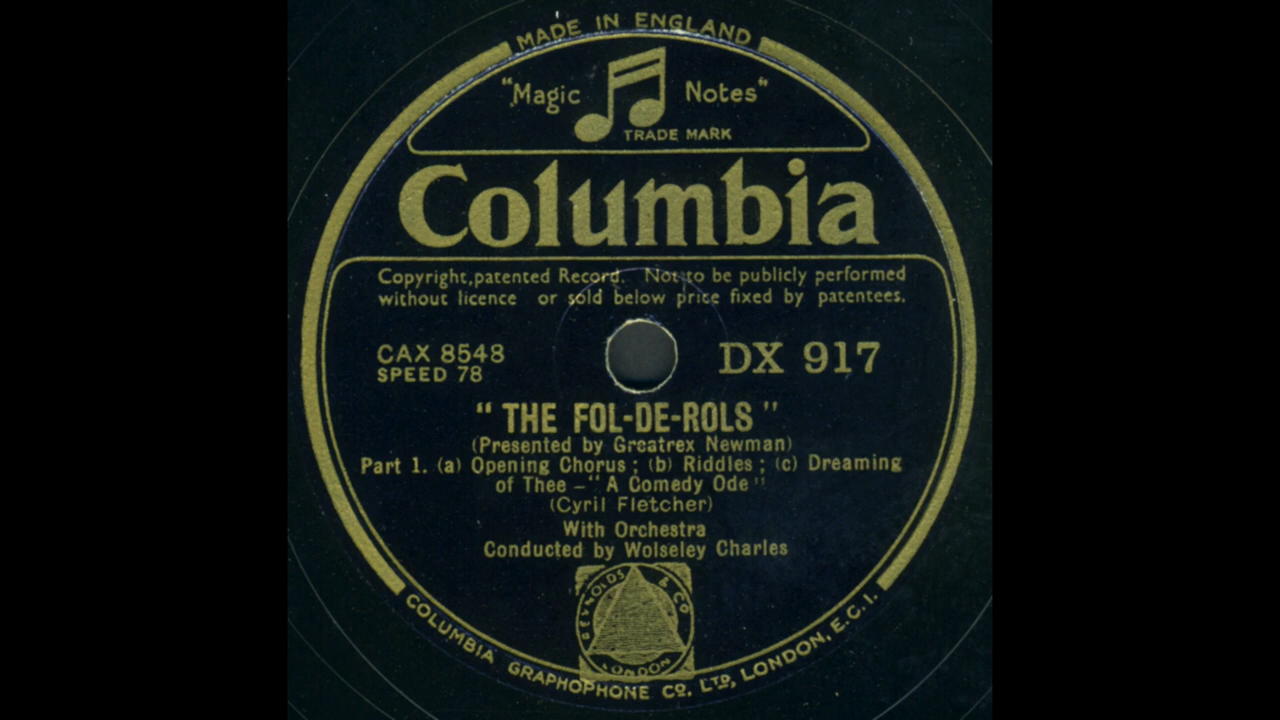 MADE IN ENGLAND
"Magic Notes"
TRADE MARK
Columbia
Copyright, patented Record. Not to be publicly performed
without licence or sold below price fixed by patentees.
CAX 8548
SPEED 78
DX 917
"THE FOL-DE-ROLS"
(Presented by Greatrex Newman)
Part 1. (a) Opening Chorus; (b) Riddles; (c) Dreaming
of Thee – "A Comedy Ode"
(Cyril Fletcher)
With Orchestra
Conducted by Wolseley Charles
REYNOLDS & CO
LONDON
COLUMBIA GRAPHOPHONE CO. LTD, LONDON, E.C.1.